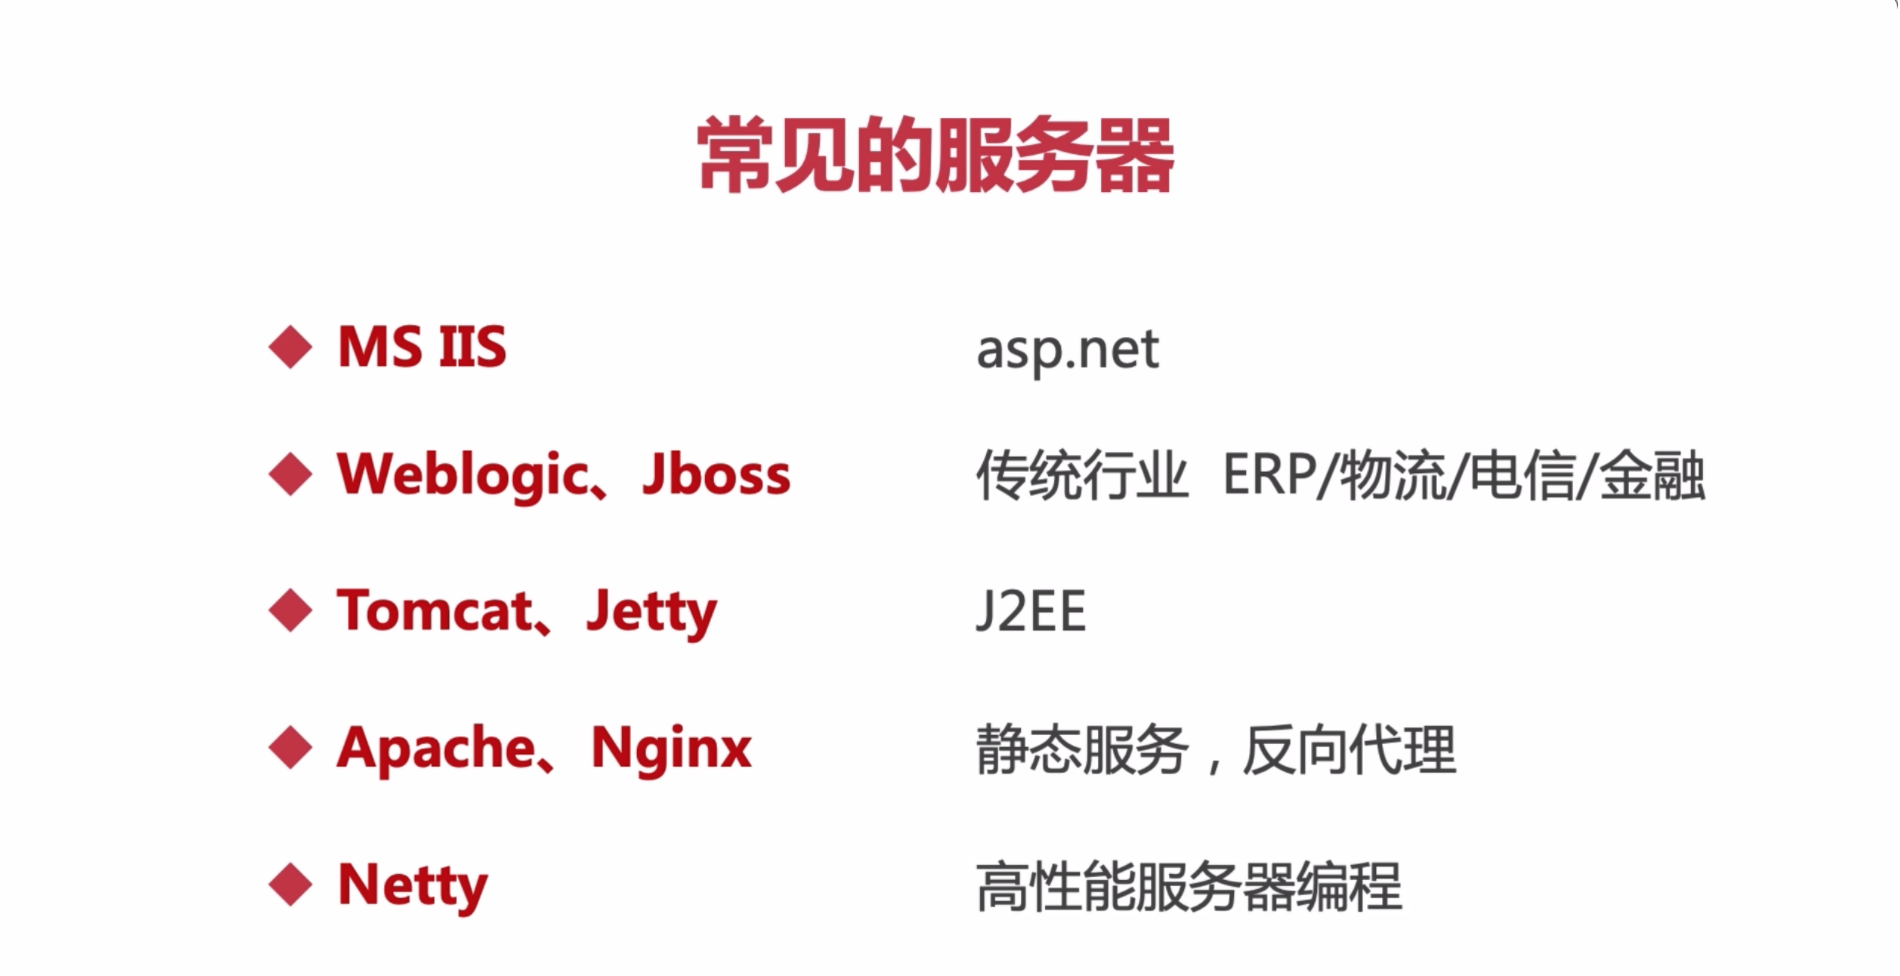 常见的服务器
MS IIS asp.net
Weblogic、Jboss 传统行业 ERP/物流/电信/金融
Tomcat、Jetty J2EE
Apache、Nginx 静态服务，反向代理
Netty 高性能服务器编程